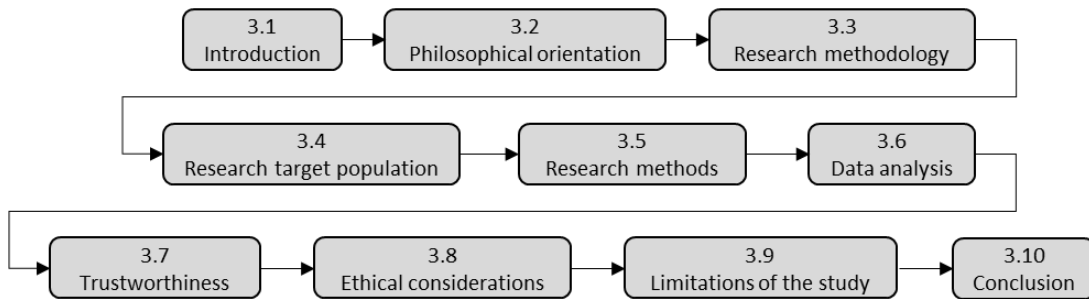 3.1
Introduction
3.2
Philosophical orientation
3.3
Research methodology
3.4
Research target population
3.5
Research methods
3.6
Data analysis
3.7
Trustworthiness
3.8
Ethical considerations
3.9
Limitations of the study
3.10
Conclusion